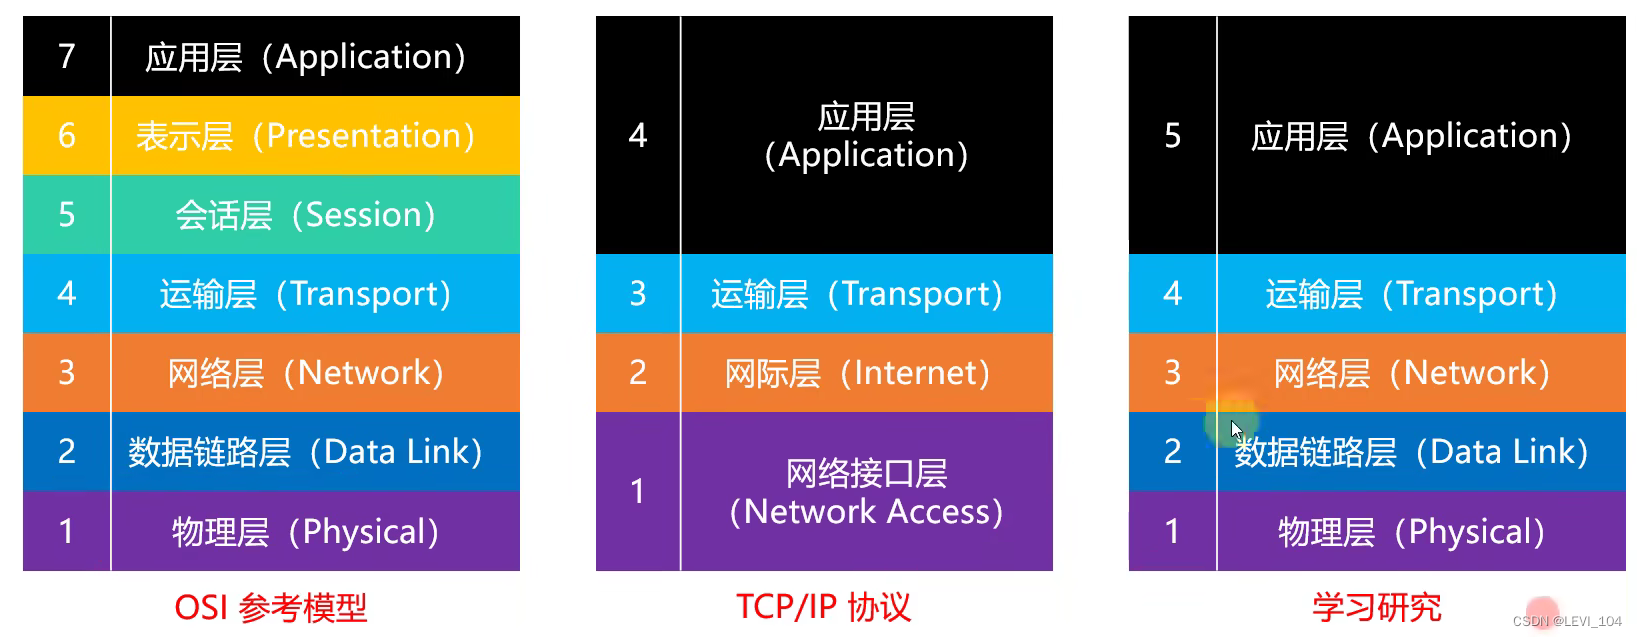 7 应用层（Application）
6 表示层（Presentation）
5 会话层（Session）
4 运输层（Transport）
3 网络层（Network）
2 数据链路层（Data Link）
1 物理层（Physical）
OSI 参考模型
4 应用层
（Application）
3 运输层（Transport）
2 网际层（Internet）
1 网络接口层
（Network Access）
TCP/IP 协议
5 应用层（Application）
4 运输层（Transport）
3 网络层（Network）
2 数据链路层（Data Link）
1 物理层（Physical）
学习研究
CSDN @LEVI_104